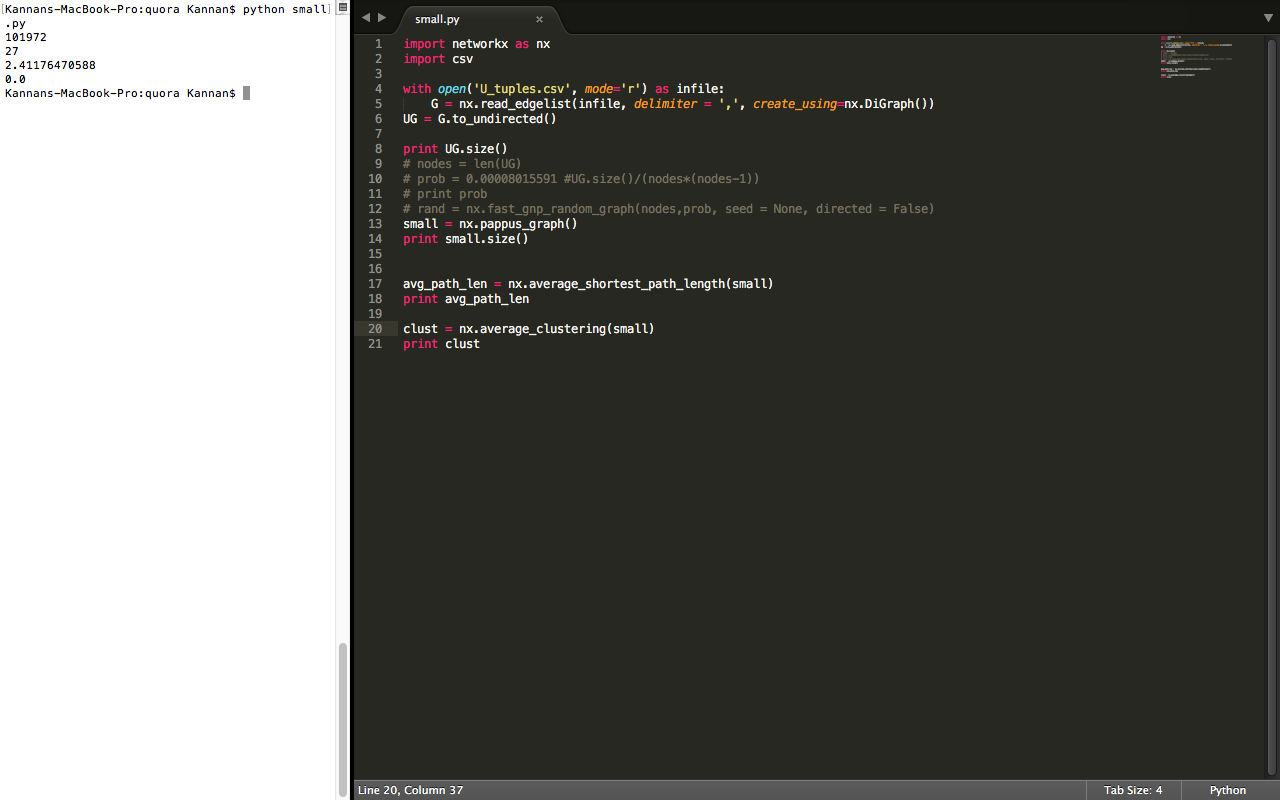 [Kannans-MacBook-Pro:quora Kannan$ python small]
.py
101972
27
2.41176470588
0.0
Kannans-MacBook-Pro:quora Kannan$
small.py ×
1 import networkx as nx
2 import csv
3
4 with open('U_tuples.csv', mode='r') as infile:
5     G = nx.read_edgelist(infile, delimiter = ',', create_using=nx.DiGraph())
6 UG = G.to_undirected()
7
8 print UG.size()
9 # nodes = len(UG)
10 # prob = 0.00008015591 #UG.size()/(nodes*(nodes-1))
11 # print prob
12 # rand = nx.fast_gnp_random_graph(nodes,prob, seed = None, directed = False)
13 small = nx.pappus_graph()
14 print small.size()
15
16
17 avg_path_len = nx.average_shortest_path_length(small)
18 print avg_path_len
19
20 clust = nx.average_clustering(small)
21 print clust
Line 20, Column 37
Tab Size: 4
Python